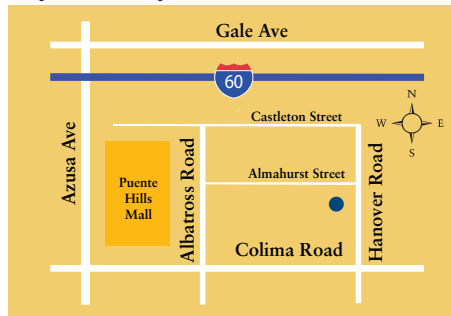 Gale Ave
60
N
Castleton Street
W E
S
Azusa Ave
Puente
Hills
Mall
Albatross Road
Almahurst Street
Hanover Road
Colima Road